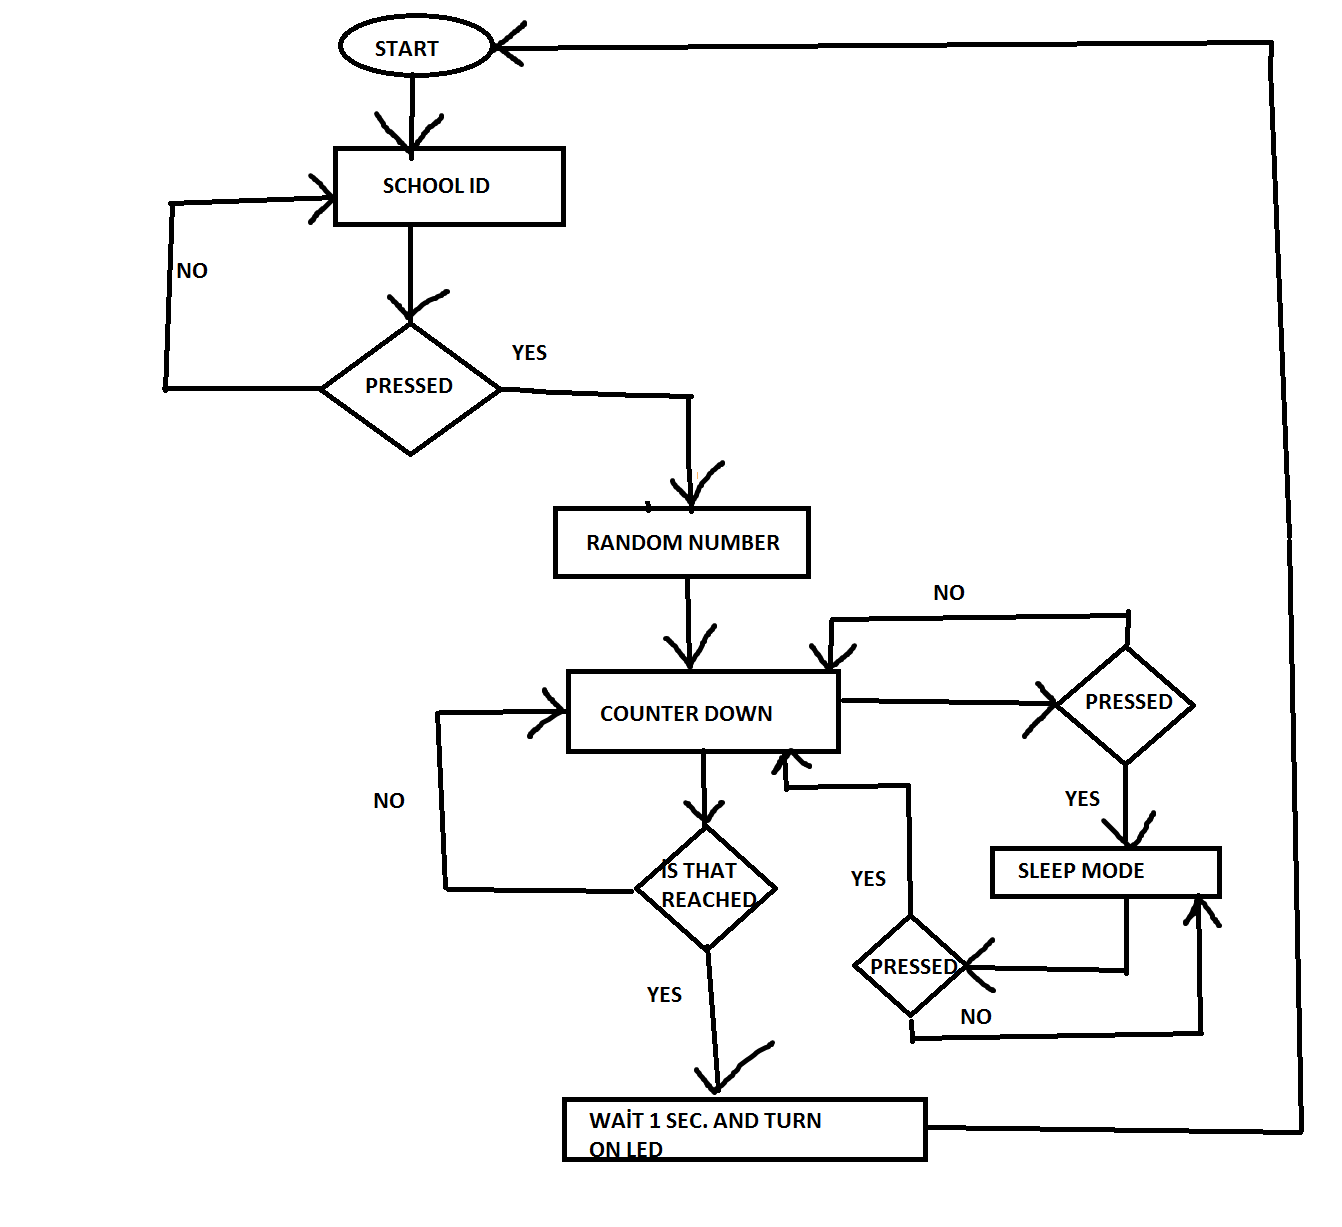 START
SCHOOL ID
NO
YES
PRESSED
RANDOM NUMBER
NO
PRESSED
COUNTER DOWN
NO
YES
IS THAT
REACHED
YES
SLEEP MODE
PRESSED
YES
NO
WAİT 1 SEC. AND TURN
ON LED